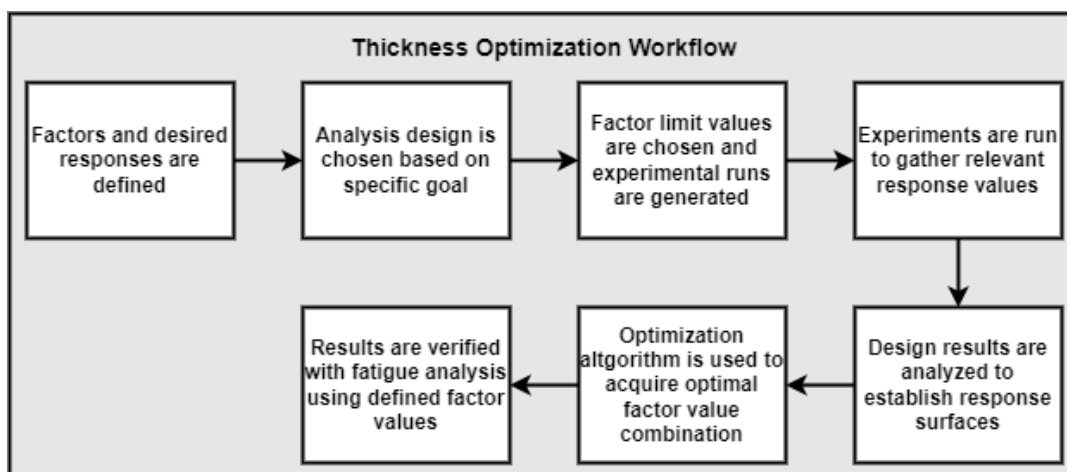 Thickness Optimization Workflow
Factors and desired
responses are
defined
Analysis design is
chosen based on
specific goal
Factor limit values
are chosen and
experimental runs
are generated
Experiments are run
to gather relevant
response values
Design results are
analyzed to
establish response
surfaces
Optimization
altgorithm is used to
acquire optimal
factor value
combination
Results are verified
with fatigue analysis
using defined factor
values